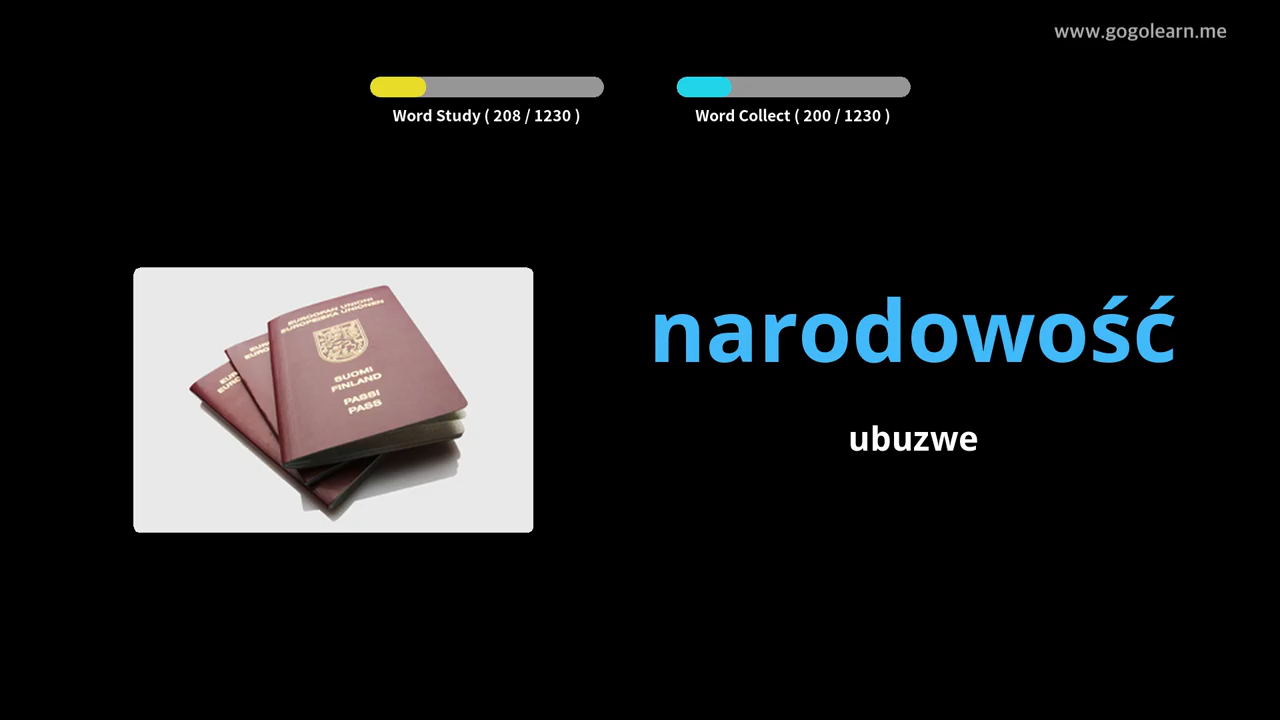 www.gogolearn.me
Word Study ( 208 / 1230 )
Word Collect ( 200 / 1230 )
EUROOPAN UNIONI
EUROPEISKA UNIONEN
SUOMI
FINLAND
PASSI
PASS
narodowość
ubuzwe